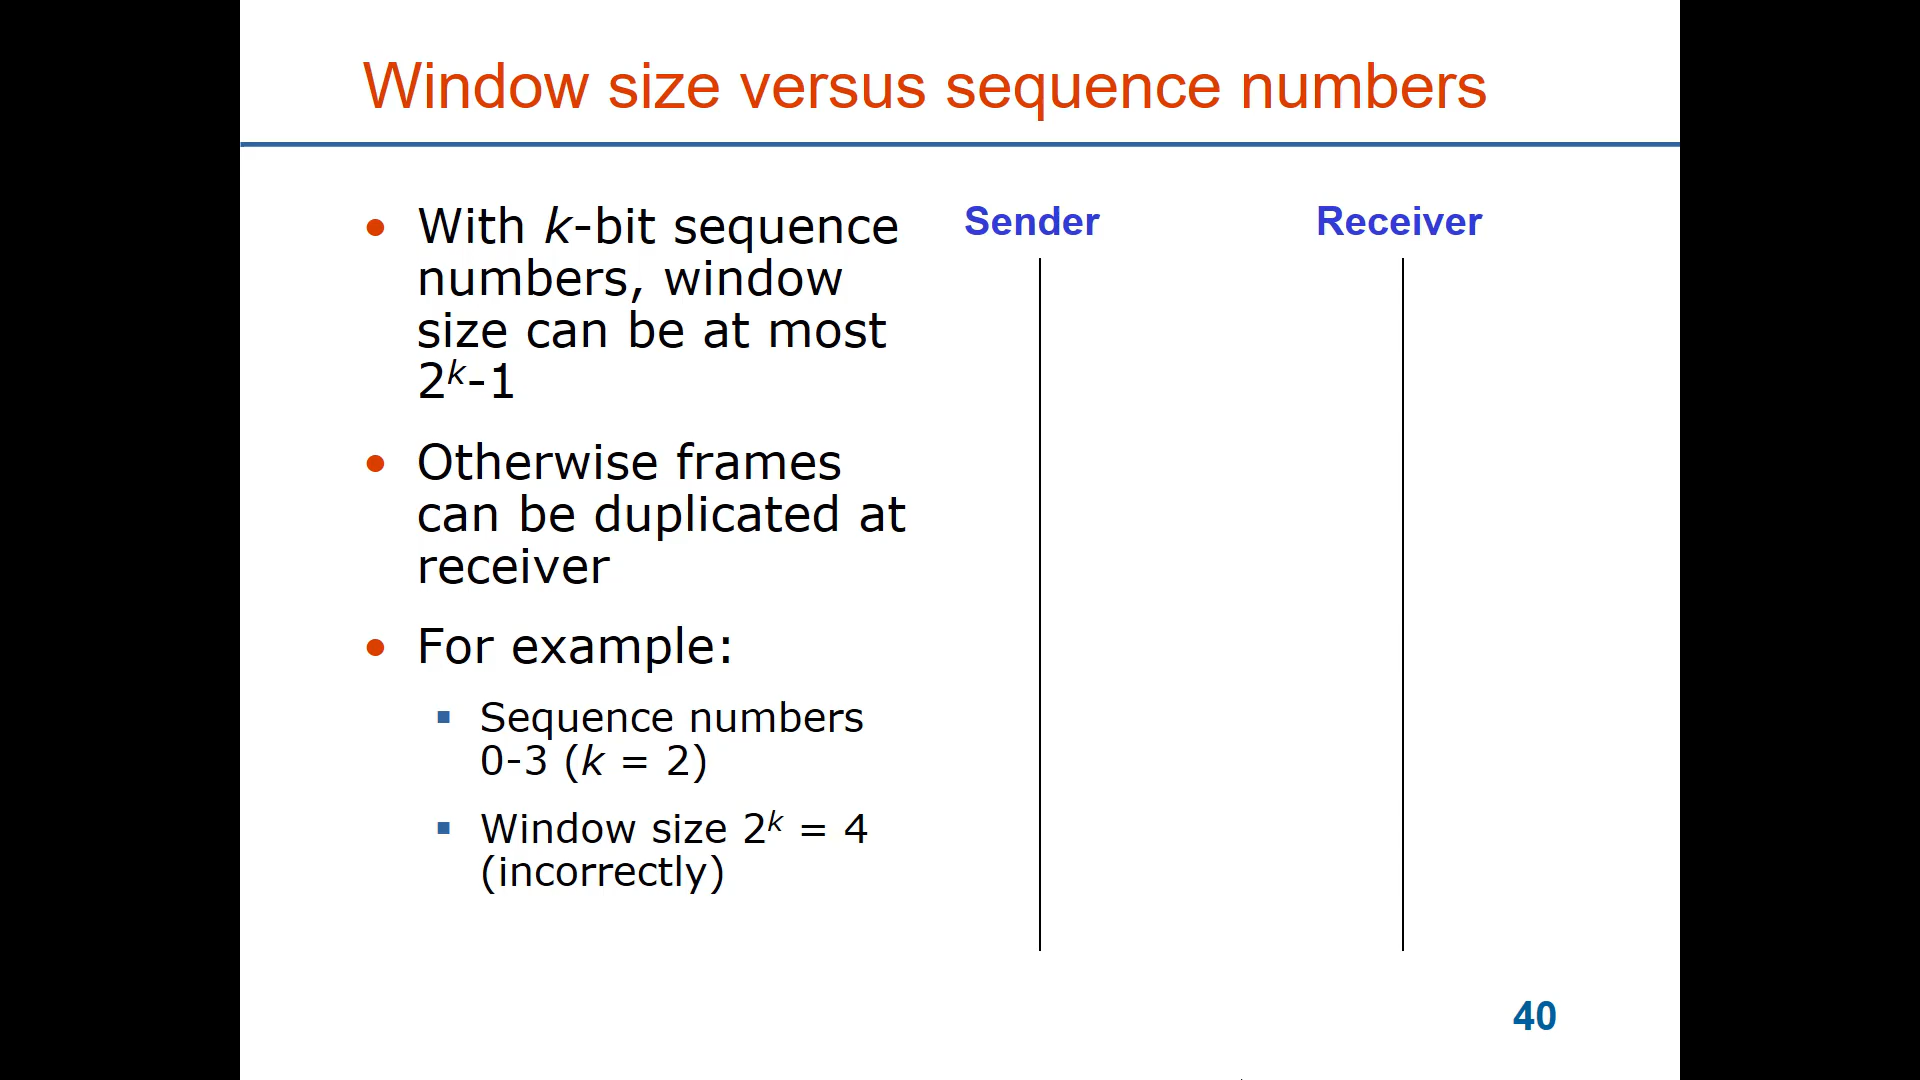 Window size versus sequence numbers
• With k-bit sequence
numbers, window
size can be at most
2ᵏ-1
• Otherwise frames
can be duplicated at
receiver
• For example:
▪ Sequence numbers
0-3 (k = 2)
▪ Window size 2ᵏ = 4
(incorrectly)
Sender
Receiver
40